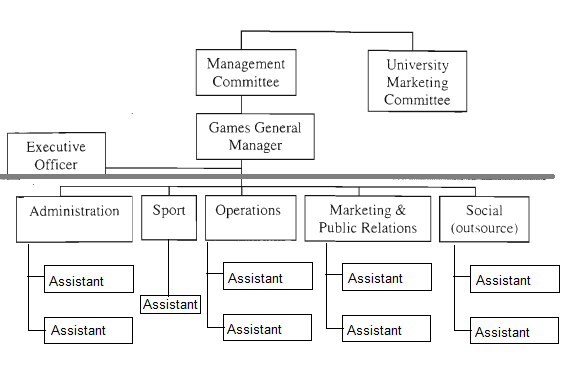 Management
Committee
University
Marketing
Committee
Games General
Manager
Executive
Officer
Administration
Sport
Operations
Marketing &
Public Relations
Social
(outsource)
Assistant
Assistant
Assistant
Assistant
Assistant
Assistant
Assistant
Assistant
Assistant